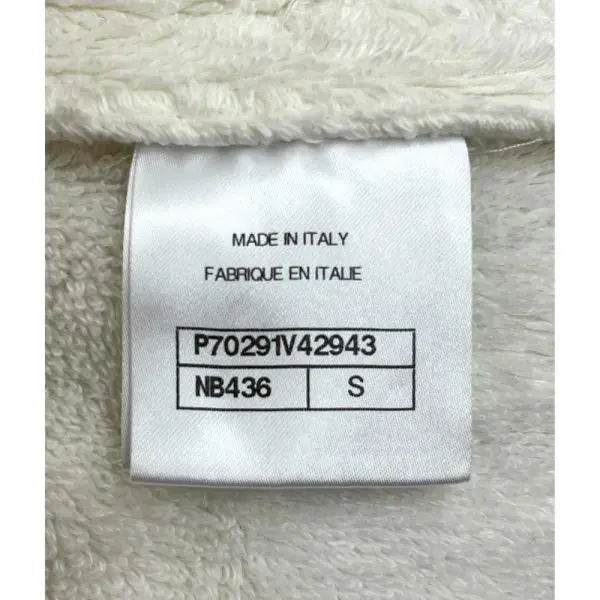 MADE IN ITALY
FABRIQUE EN ITALIE
P70291V42943
NB436 S